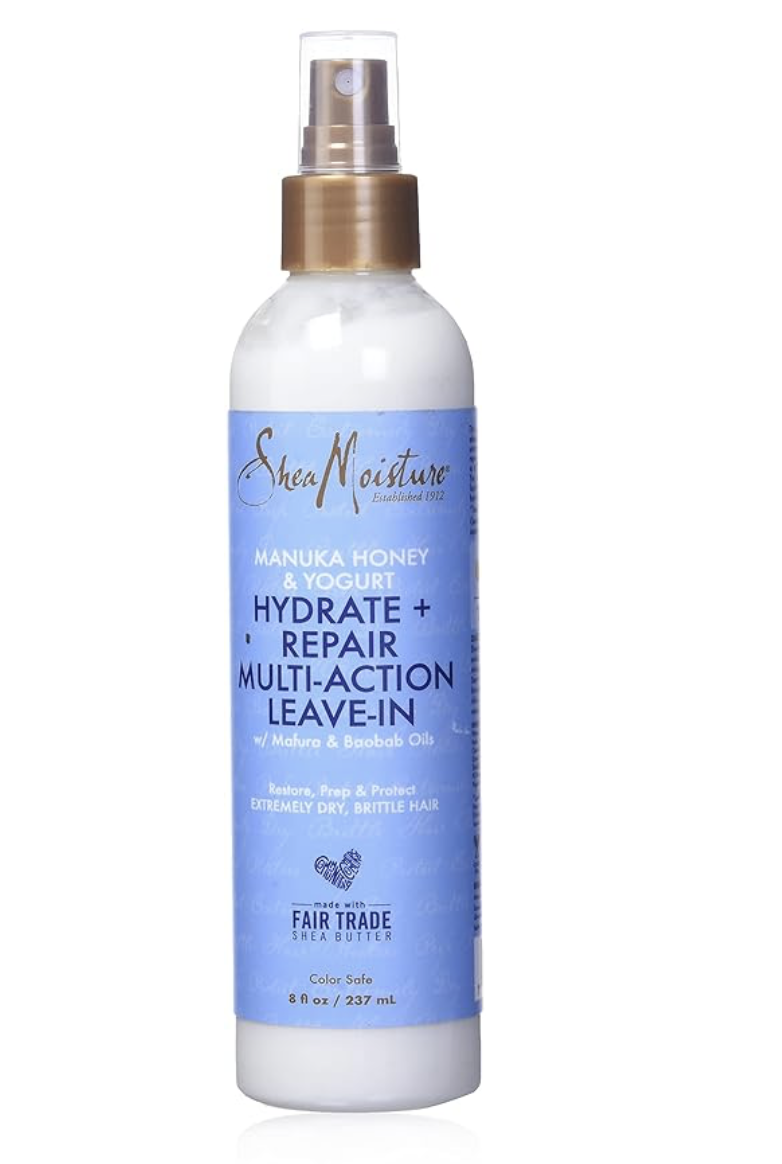 SheaMoisture®
Established 1912
MANUKA HONEY
& YOGURT
HYDRATE +
REPAIR
MULTI-ACTION
LEAVE-IN
w/ Mafura & Baobab Oils
Restore, Prep & Protect
EXTREMELY DRY, BRITTLE HAIR
made with
FAIR TRADE
SHEA BUTTER
Color Safe
8 fl oz / 237 mL